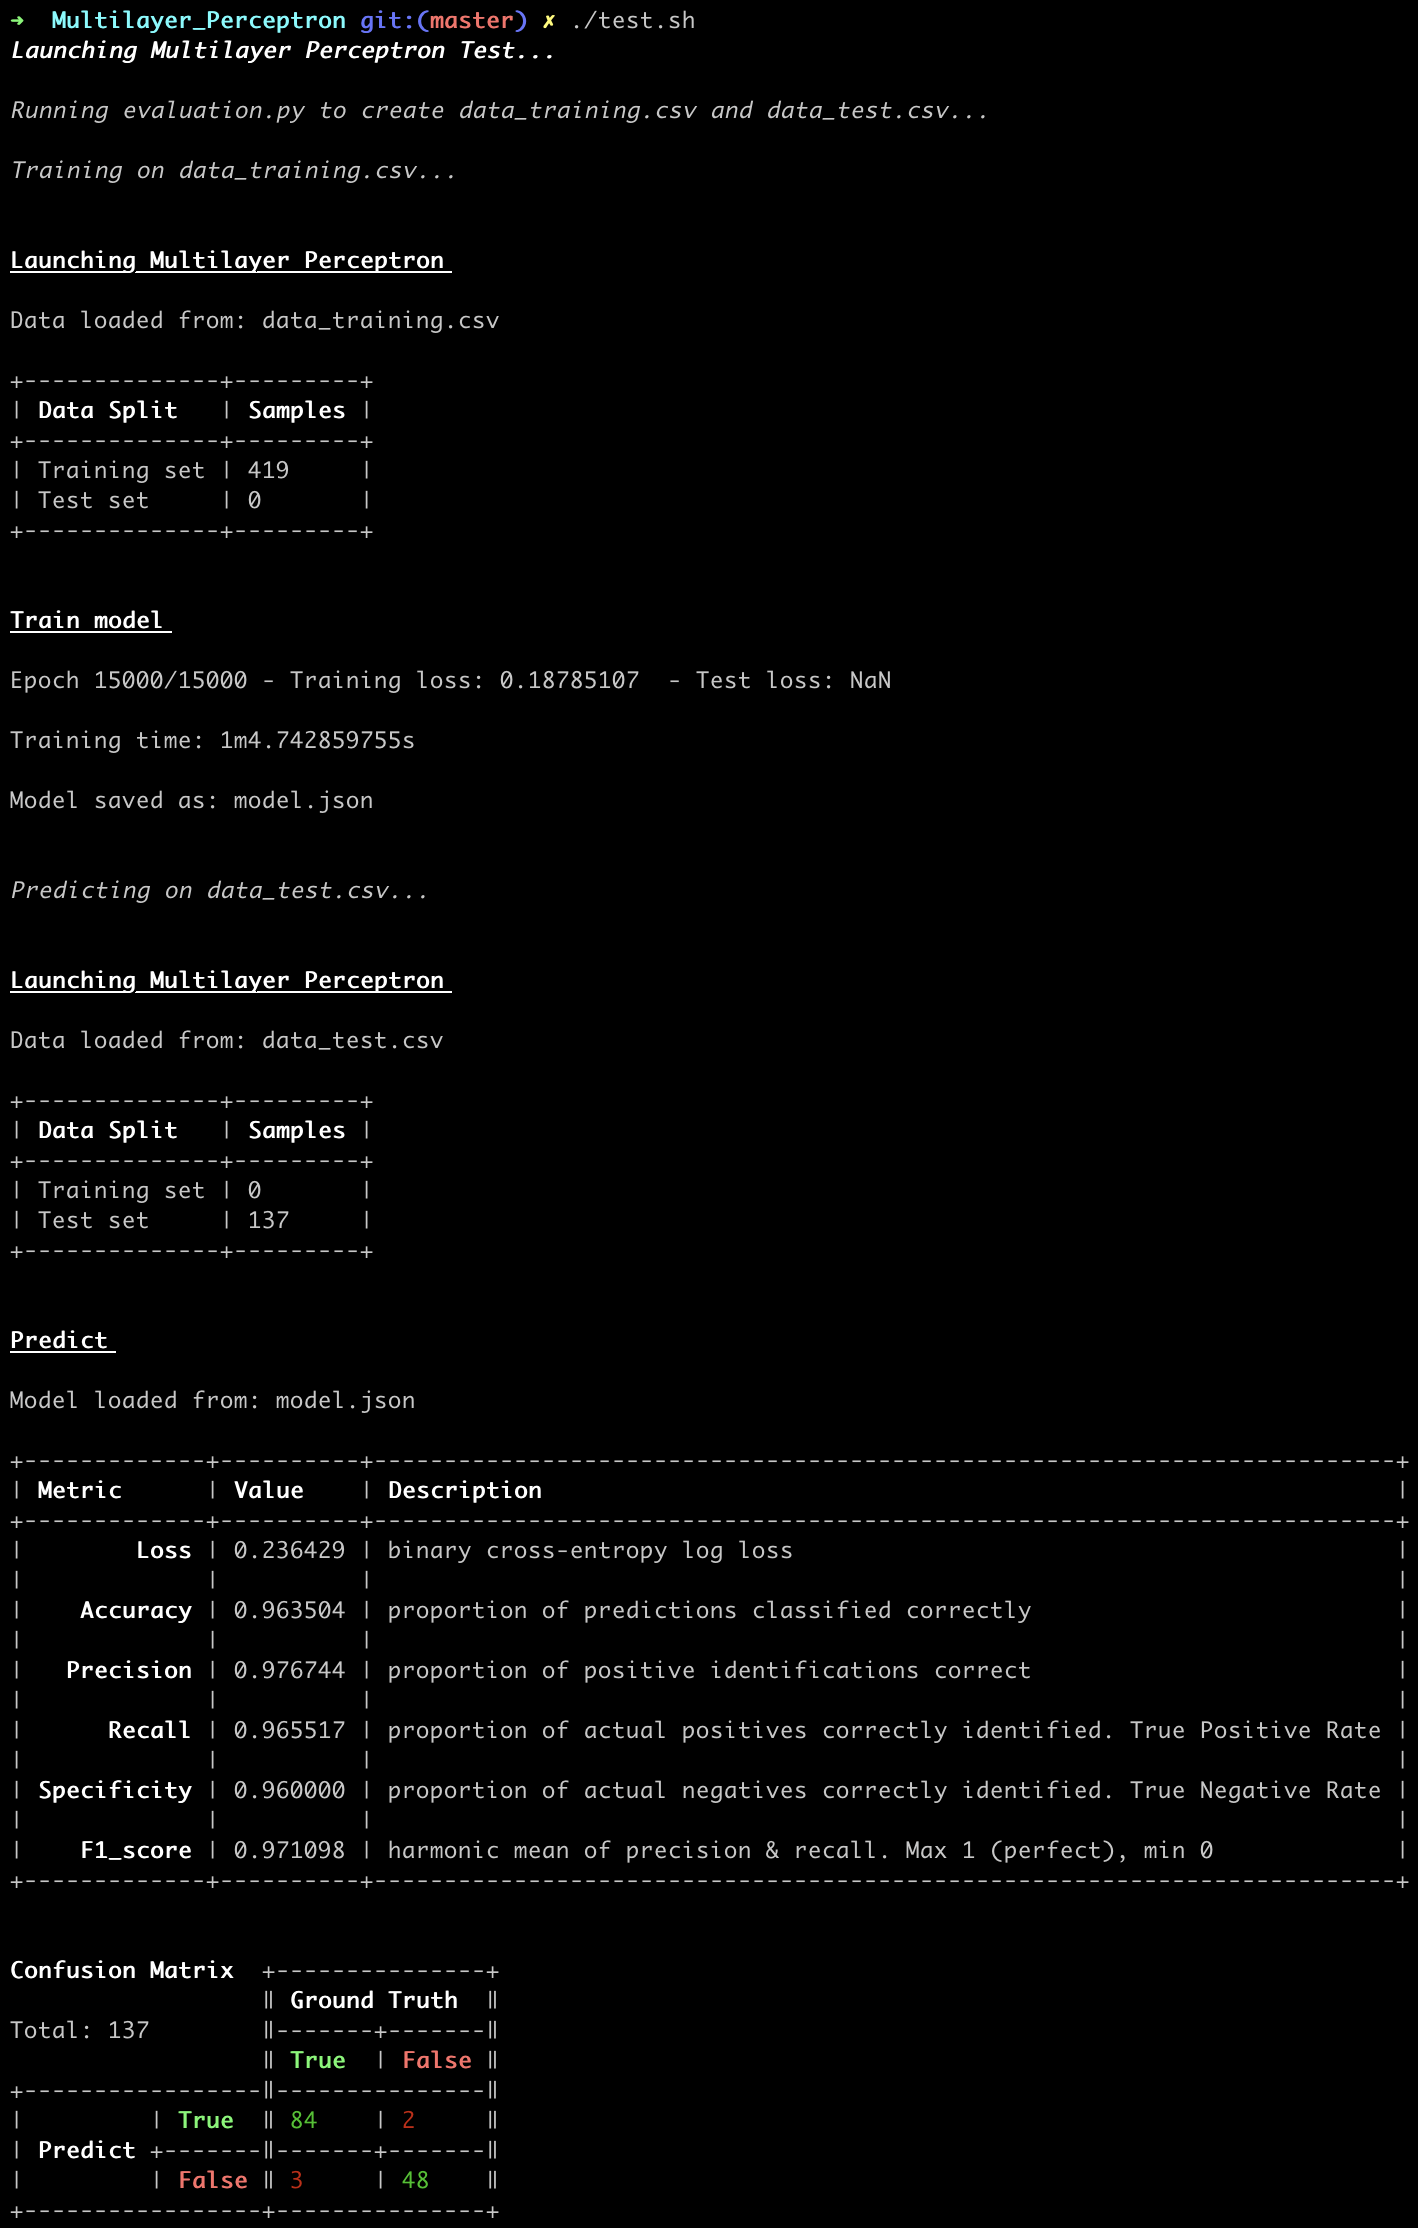 ➜  Multilayer_Perceptron git:(master) ✗ ./test.sh
Launching Multilayer Perceptron Test...
Running evaluation.py to create data_training.csv and data_test.csv...
Training on data_training.csv...
Launching Multilayer Perceptron
Data loaded from: data_training.csv
+--------------+---------+
| Data Split   | Samples |
+--------------+---------+
| Training set | 419     |
| Test set     | 0       |
+--------------+---------+
Train model
Epoch 15000/15000 - Training loss: 0.18785107  - Test loss: NaN
Training time: 1m4.742859755s
Model saved as: model.json
Predicting on data_test.csv...
Launching Multilayer Perceptron
Data loaded from: data_test.csv
+--------------+---------+
| Data Split   | Samples |
+--------------+---------+
| Training set | 0       |
| Test set     | 137     |
+--------------+---------+
Predict
Model loaded from: model.json
+-------------+----------+-------------------------------------------------------------------------+
| Metric      | Value    | Description                                                             |
+-------------+----------+-------------------------------------------------------------------------+
|        Loss | 0.236429 | binary cross-entropy log loss                                           |
|             |          |                                                                         |
|    Accuracy | 0.963504 | proportion of predictions classified correctly                          |
|             |          |                                                                         |
|   Precision | 0.976744 | proportion of positive identifications correct                          |
|             |          |                                                                         |
|      Recall | 0.965517 | proportion of actual positives correctly identified. True Positive Rate |
|             |          |                                                                         |
| Specificity | 0.960000 | proportion of actual negatives correctly identified. True Negative Rate |
|             |          |                                                                         |
|    F1_score | 0.971098 | harmonic mean of precision & recall. Max 1 (perfect), min 0             |
+-------------+----------+-------------------------------------------------------------------------+
Confusion Matrix  +---------------+
                  ‖ Ground Truth  ‖
Total: 137        ‖-------+-------‖
                  ‖ True  | False ‖
+-----------------‖---------------‖
|         | True  ‖ 84    | 2     ‖
| Predict +-------‖-------+-------‖
|         | False ‖ 3     | 48    ‖
+-----------------+---------------+